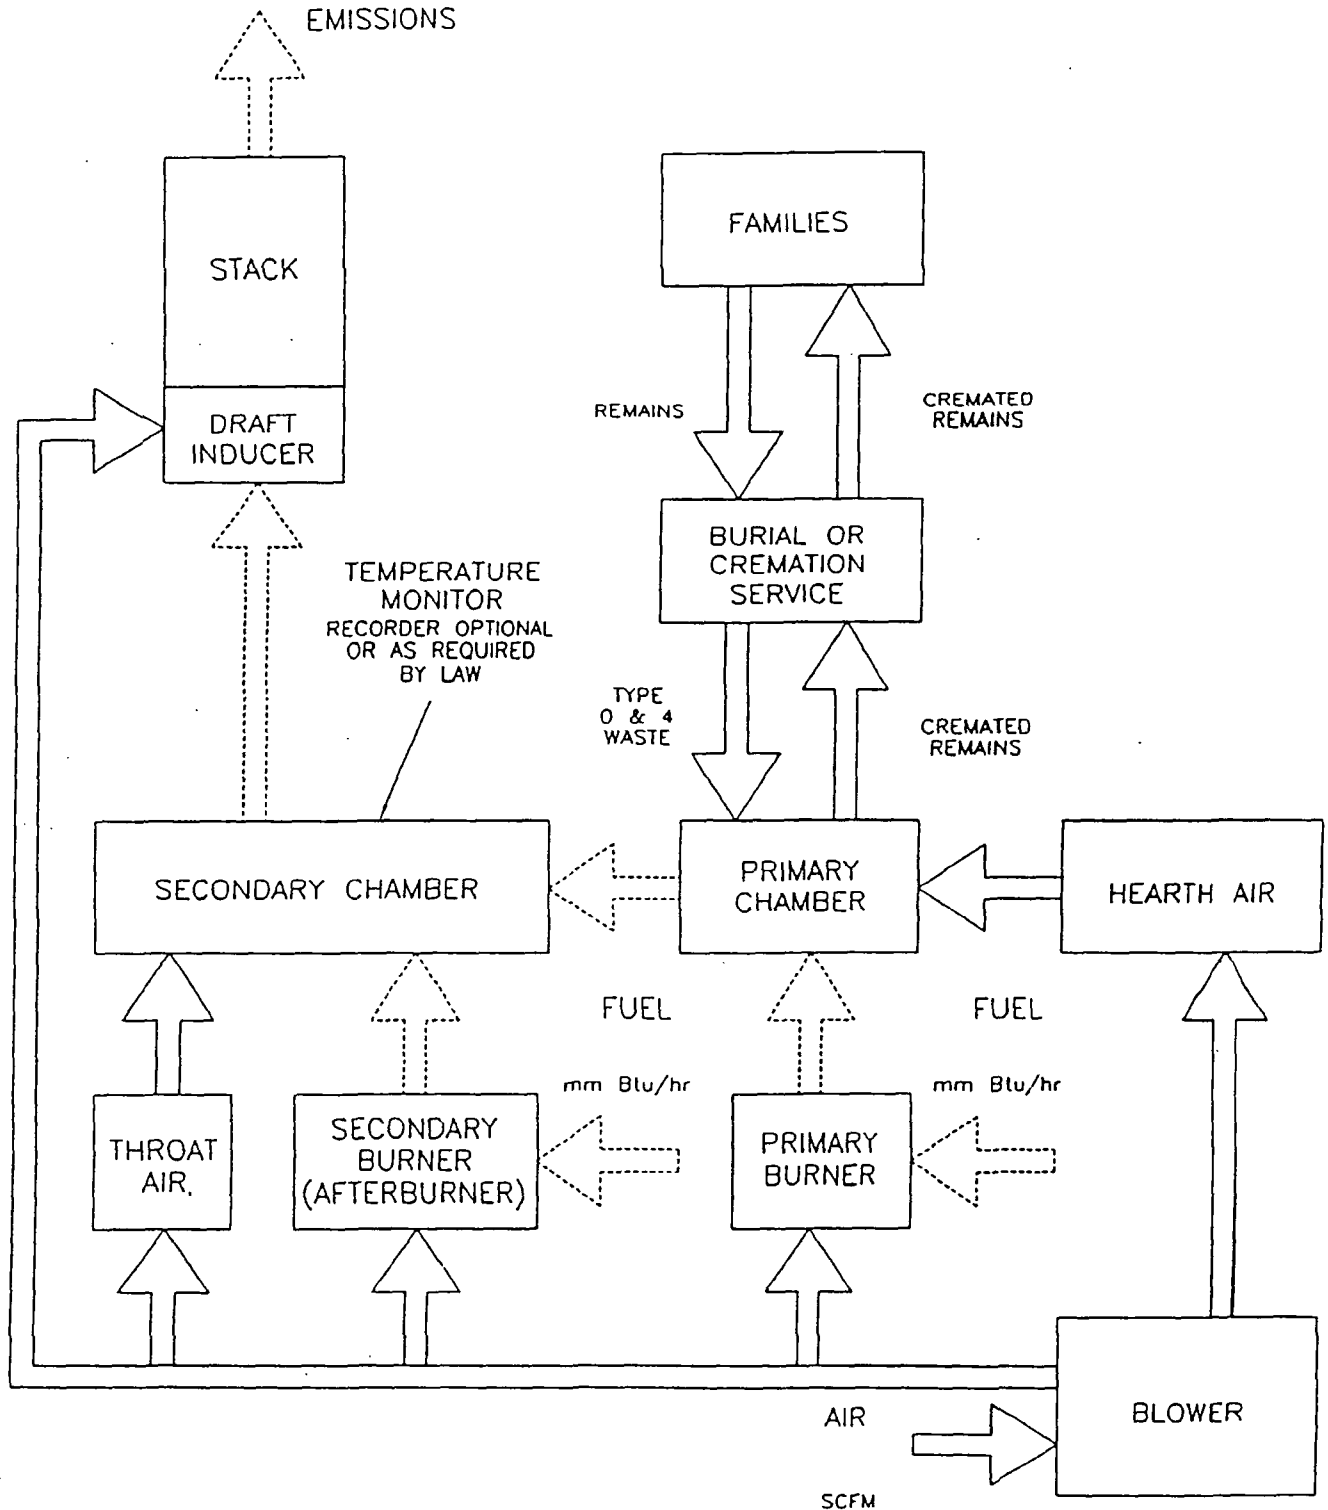 EMISSIONS
STACK
DRAFT
INDUCER
FAMILIES
REMAINS
CREMATED
REMAINS
BURIAL OR
CREMATION
SERVICE
TEMPERATURE
MONITOR
RECORDER OPTIONAL
OR AS REQUIRED
BY LAW
TYPE
0 & 4
WASTE
CREMATED
REMAINS
SECONDARY CHAMBER
PRIMARY
CHAMBER
HEARTH AIR
FUEL
FUEL
mm Btu/hr
mm Btu/hr
THROAT
AIR.
SECONDARY
BURNER
(AFTERBURNER)
PRIMARY
BURNER
BLOWER
AIR
SCFM